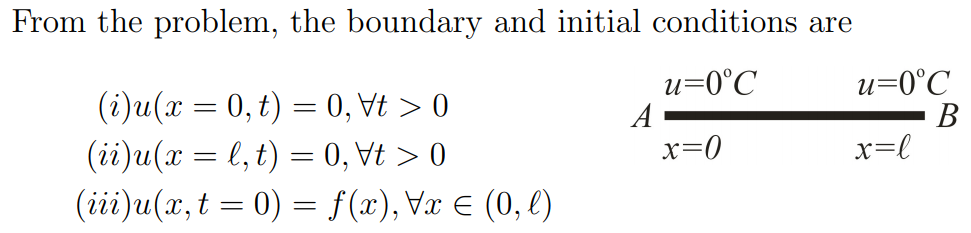 From the problem, the boundary and initial conditions are
(i)u(x = 0, t) = 0, ∀t > 0
(ii)u(x = ℓ, t) = 0, ∀t > 0
(iii)u(x, t = 0) = f(x), ∀x ∈ (0, ℓ)
u=0°C u=0°C
A B
x=0 x=ℓ